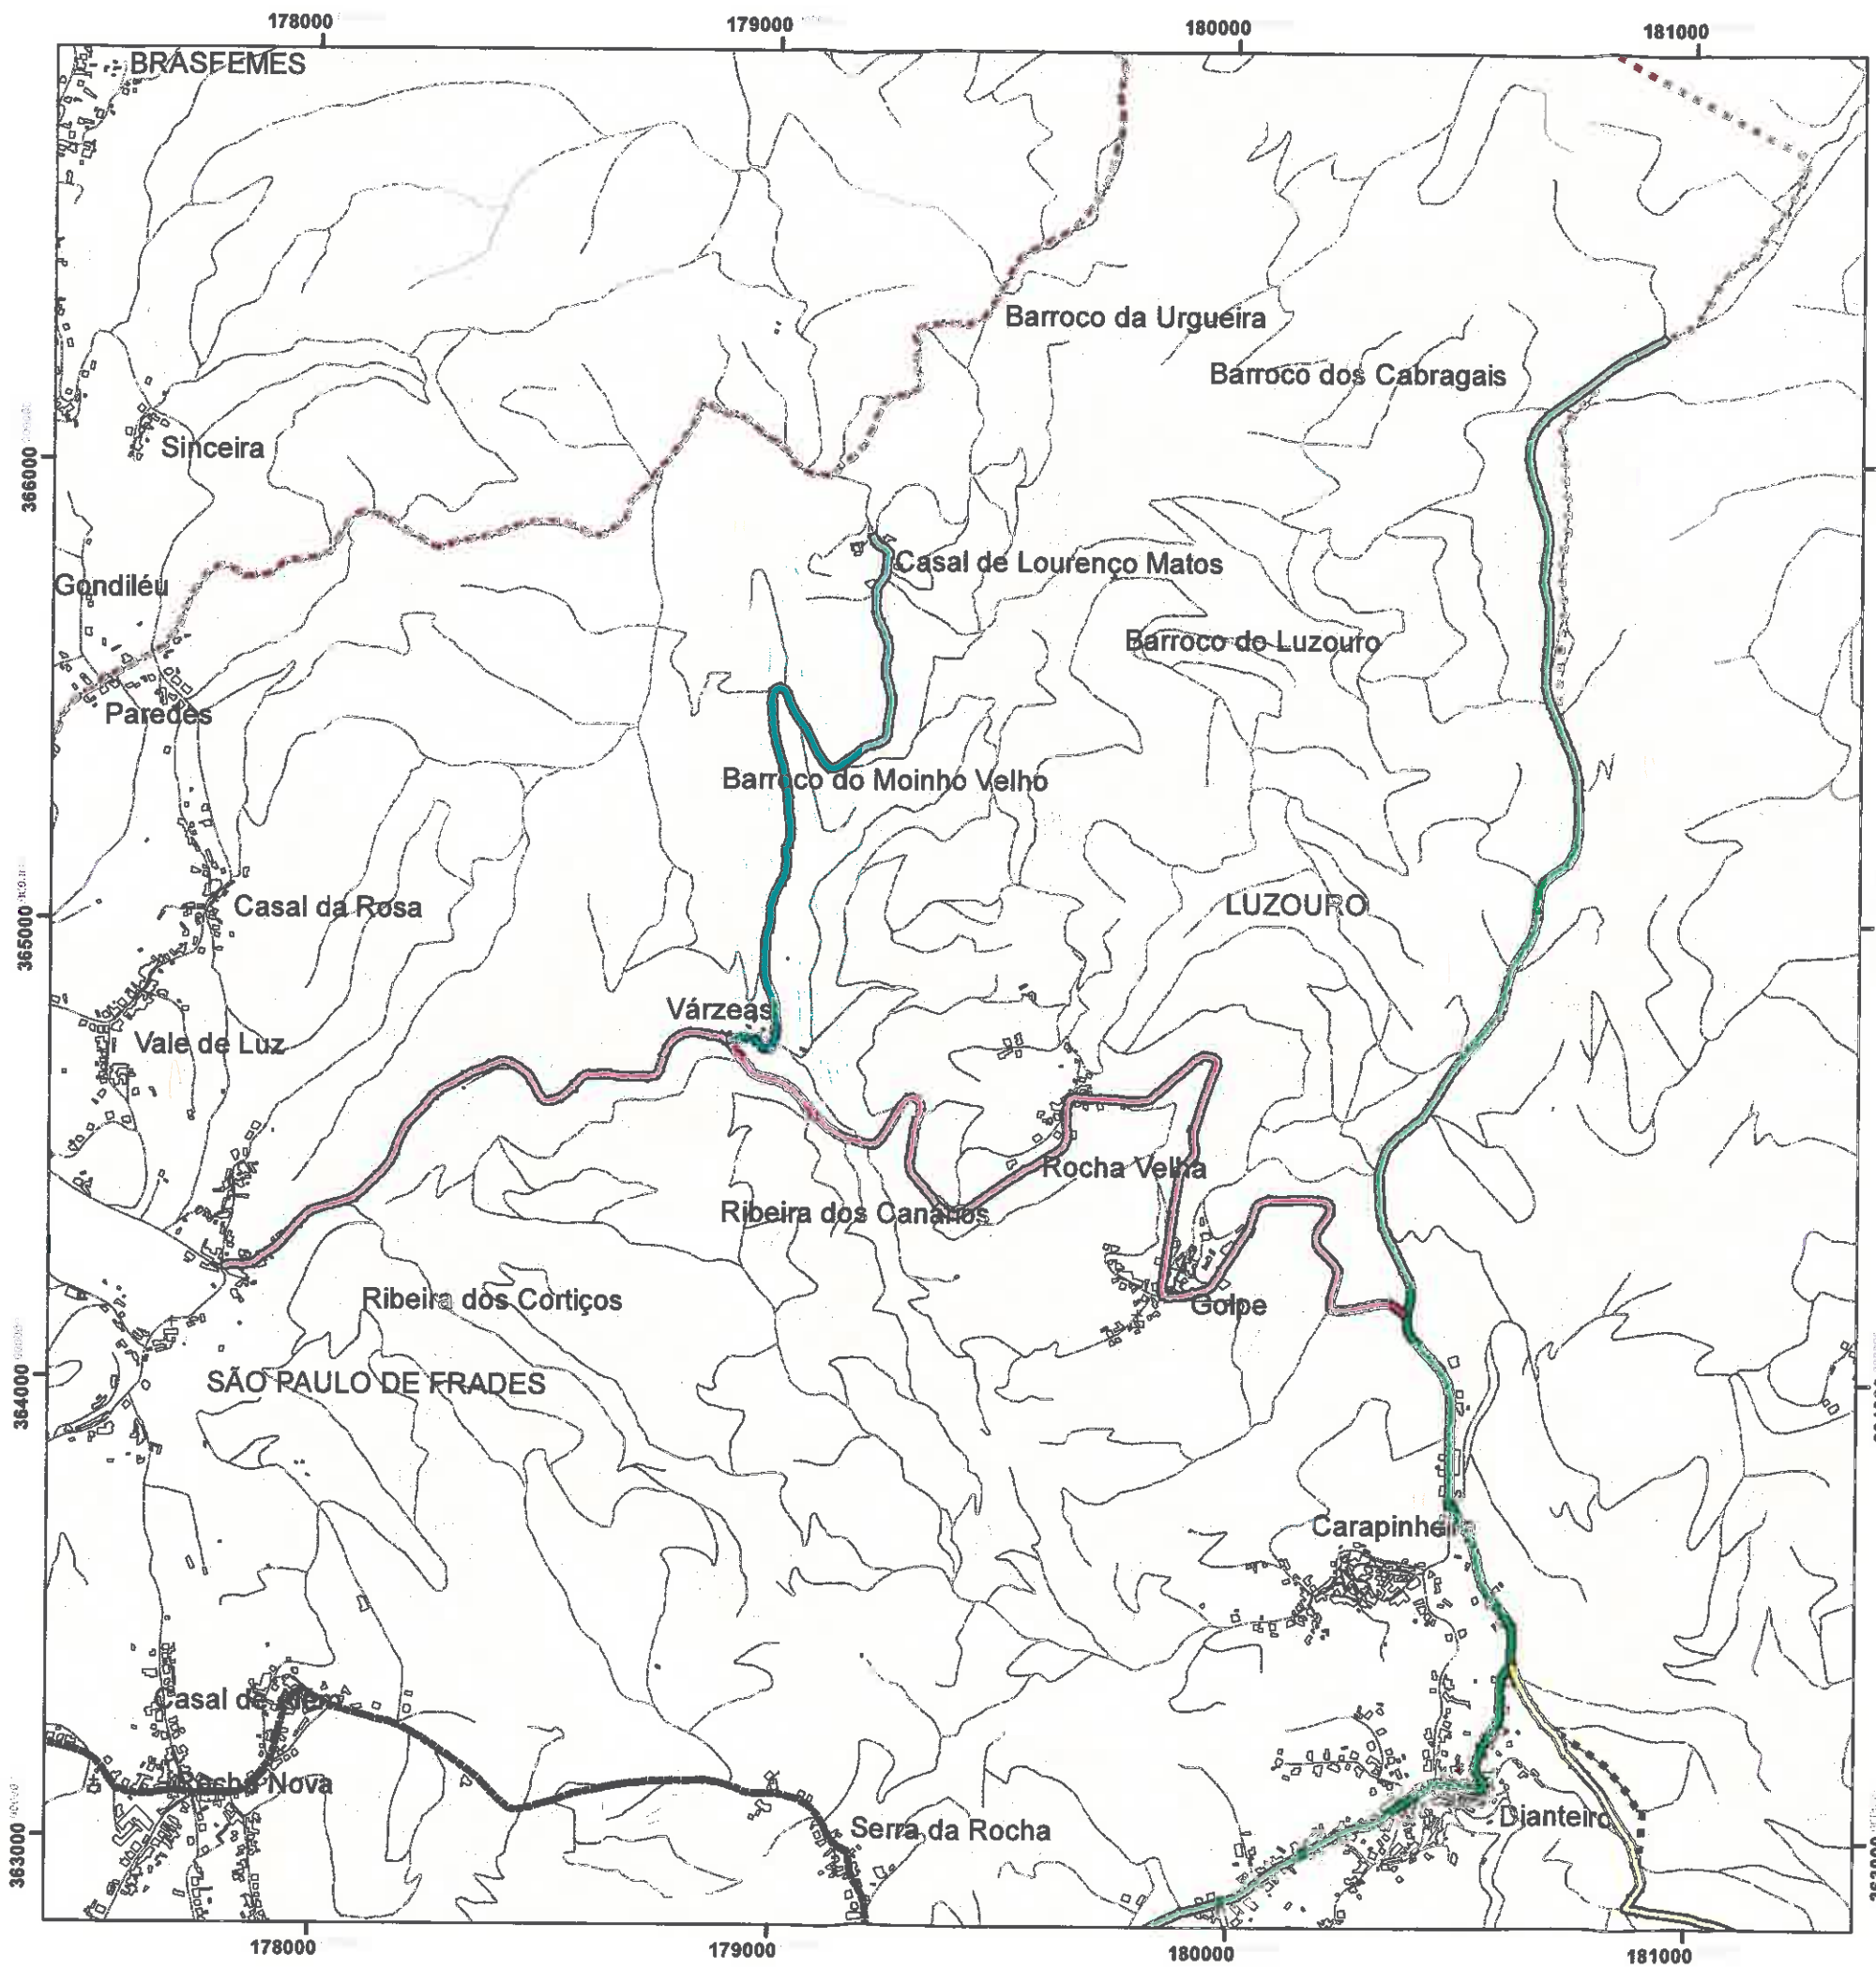 178000
179000
180000
181000
BRASFEMES
Barroco da Urgueira
Barroco dos Cabragais
Sinceira
366000
Casal de Lourenço Matos
Gondiléu
Barroco do Luzouro
Paredes
Barroco do Moinho Velho
Casal da Rosa
LUZOURO
365000
Várzeas
Vale de Luz
Rocha Velha
Ribeira dos Canários
Ribeira dos Cortiços
Golpe
SÃO PAULO DE FRADES
364000
Casal de
Nova
Dianteiro
Serra da Rocha
363000
178000
179000
180000
181000